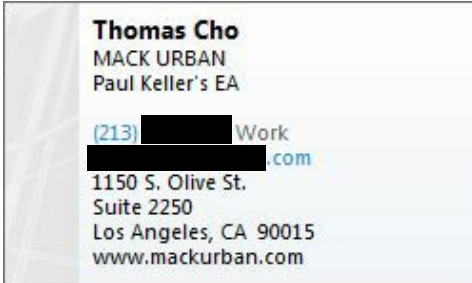 Thomas Cho
MACK URBAN
Paul Keller's EA
(213) Work
.com
1150 S. Olive St.
Suite 2250
Los Angeles, CA 90015
www.mackurban.com